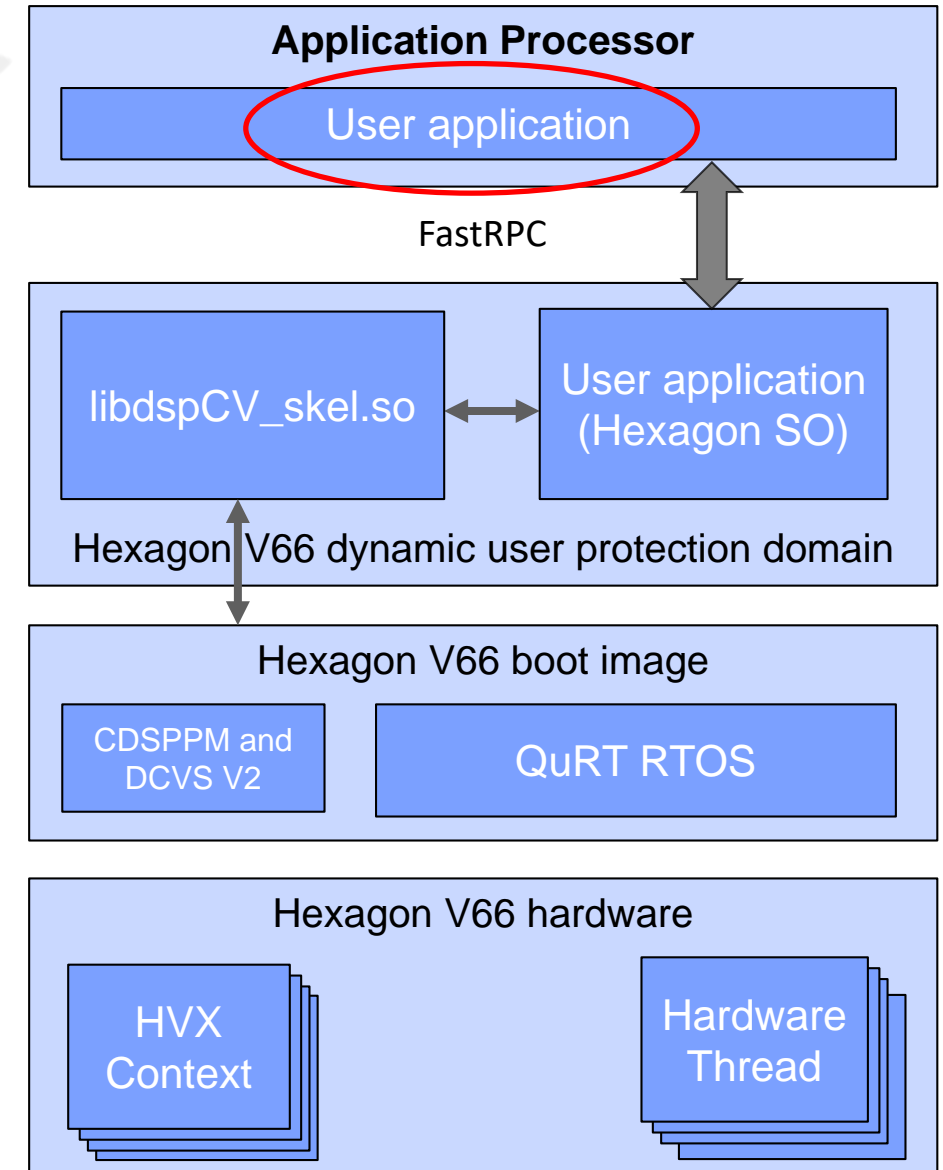 Application Processor
User application
FastRPC
libdspCV_skel.so
User application
(Hexagon SO)
Hexagon V66 dynamic user protection domain
Hexagon V66 boot image
CDSPPM and
DCVS V2
QuRT RTOS
Hexagon V66 hardware
HVX
Context
Hardware
Thread